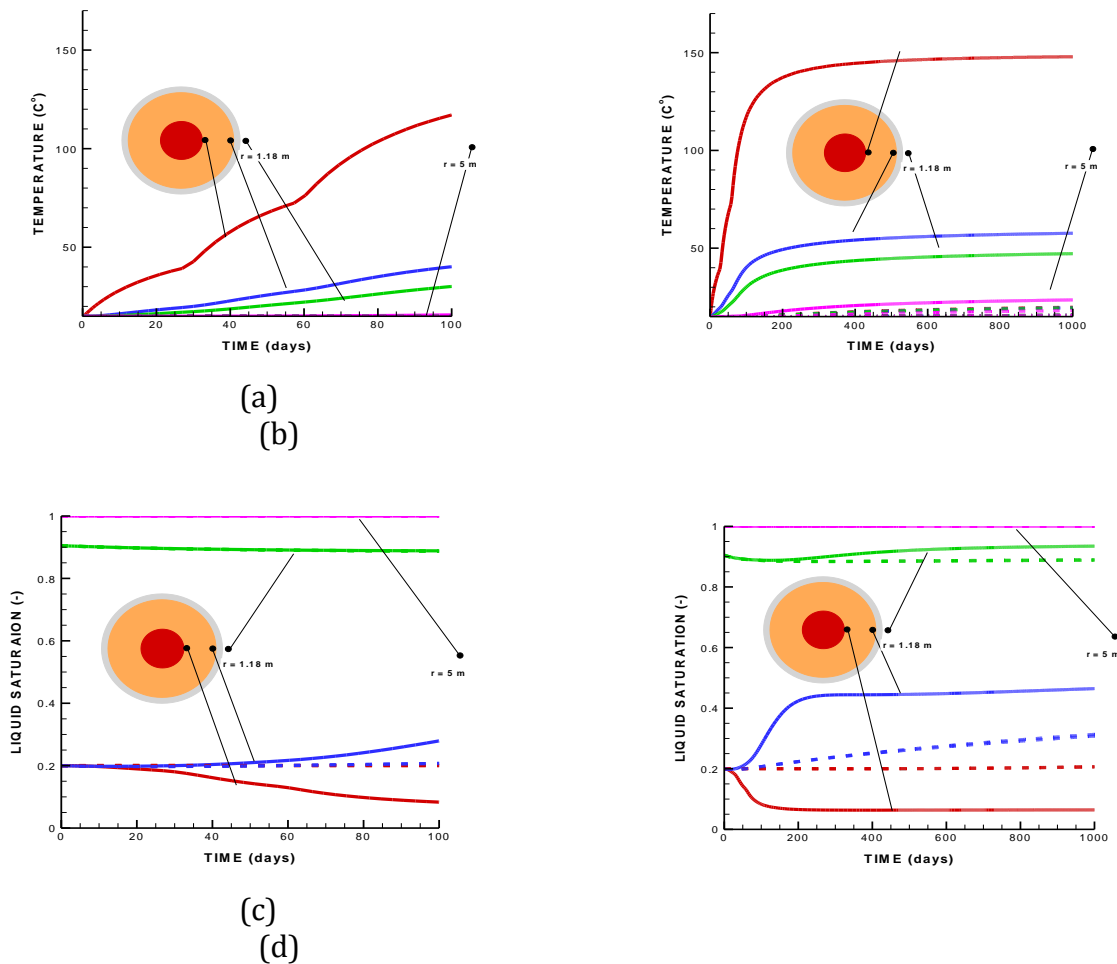 150
100
50
TEMPERATURE (C°)
r = 1.18 m
r = 5 m
0 20 40 60 80 100
TIME (days)
150
100
50
TEMPERATURE (C°)
r = 1.18 m
r = 5 m
0 200 400 600 800 1000
TIME (days)
(a)
(b)
1
0.8
0.6
0.4
0.2
0
LIQUID SATURAION (-)
r = 1.18 m
r = 5 m
0 20 40 60 80 100
TIME (days)
1
0.8
0.6
0.4
0.2
0
LIQUID SATURATION (-)
r = 1.18 m
r = 5 m
0 200 400 600 800 1000
TIME (days)
(c)
(d)